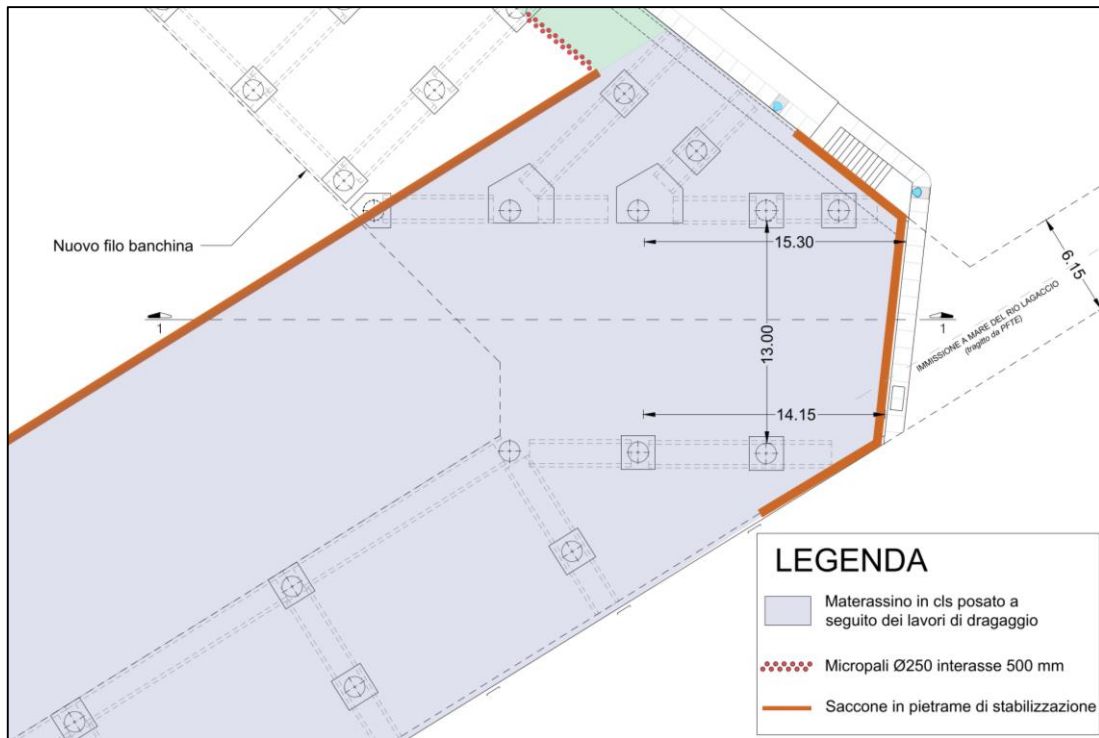 Nuovo filo banchina
15.30
6.15
IMMISSIONE A MARE DEL RIO LAGACCIO
(tragitto da PFTE)
1
1
13.00
14.15
LEGENDA
Materassino in cls posato a
seguito dei lavori di dragaggio
Micropali Ø250 interasse 500 mm
Saccone in pietrame di stabilizzazione